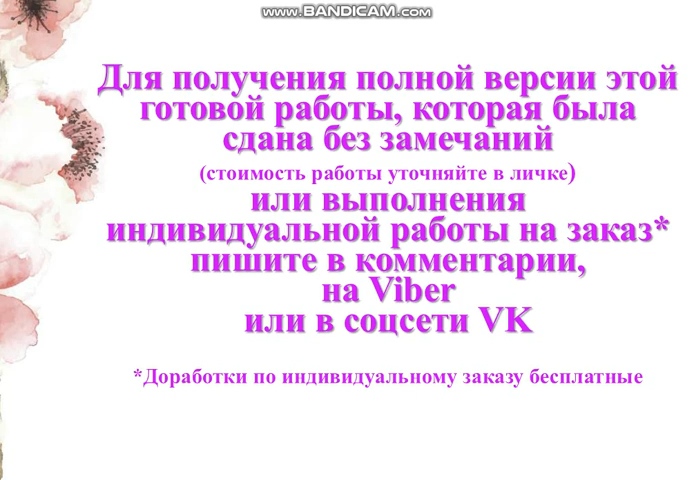 www.BANDICAM.com
Для получения полной версии этой
готовой работы, которая была
сдана без замечаний
(стоимость работы уточняйте в личке)
или выполнения
индивидуальной работы на заказ*
пишите в комментарии,
на Viber
или в соцсети VK
*Доработки по индивидуальному заказу бесплатные